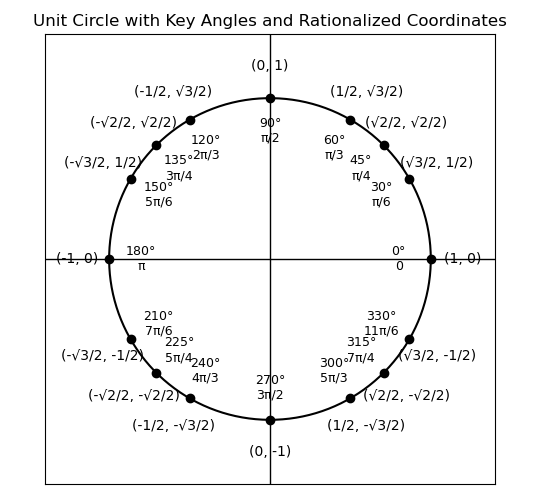 Unit Circle with Key Angles and Rationalized Coordinates
(0, 1)
(-1/2, √3/2)
(1/2, √3/2)
(-√2/2, √2/2)
(√2/2, √2/2)
90°
π/2
120°
2π/3
60°
π/3
(-√3/2, 1/2)
(√3/2, 1/2)
135°
3π/4
45°
π/4
150°
5π/6
30°
π/6
(-1, 0)
180°
π
0°
0
(1, 0)
210°
7π/6
330°
11π/6
225°
5π/4
315°
7π/4
(-√3/2, -1/2)
(√3/2, -1/2)
240°
4π/3
300°
5π/3
270°
3π/2
(-√2/2, -√2/2)
(√2/2, -√2/2)
(-1/2, -√3/2)
(1/2, -√3/2)
(0, -1)